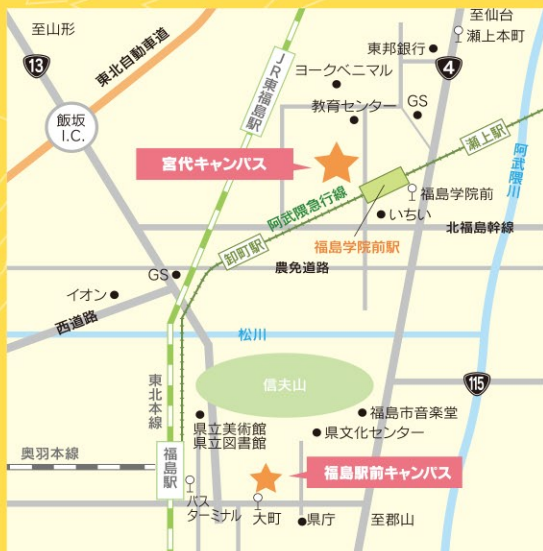 至山形
至仙台
瀬上本町
13
東北自動車道
JR東福島駅
東邦銀行
4
ヨークベニマル
飯坂
I.C.
教育センター
GS
瀬上駅
宮代キャンパス
阿武隈川
福島学院前
阿武隈急行線
いちい
北福島幹線
福島学院前駅
卸町駅
農免道路
GS
イオン
西道路
松川
信夫山
115
東北本線
福島市音楽堂
県立美術館
県立図書館
県文化センター
奥羽本線
福島駅
福島駅前キャンパス
バス
ターミナル
大町
県庁
至郡山